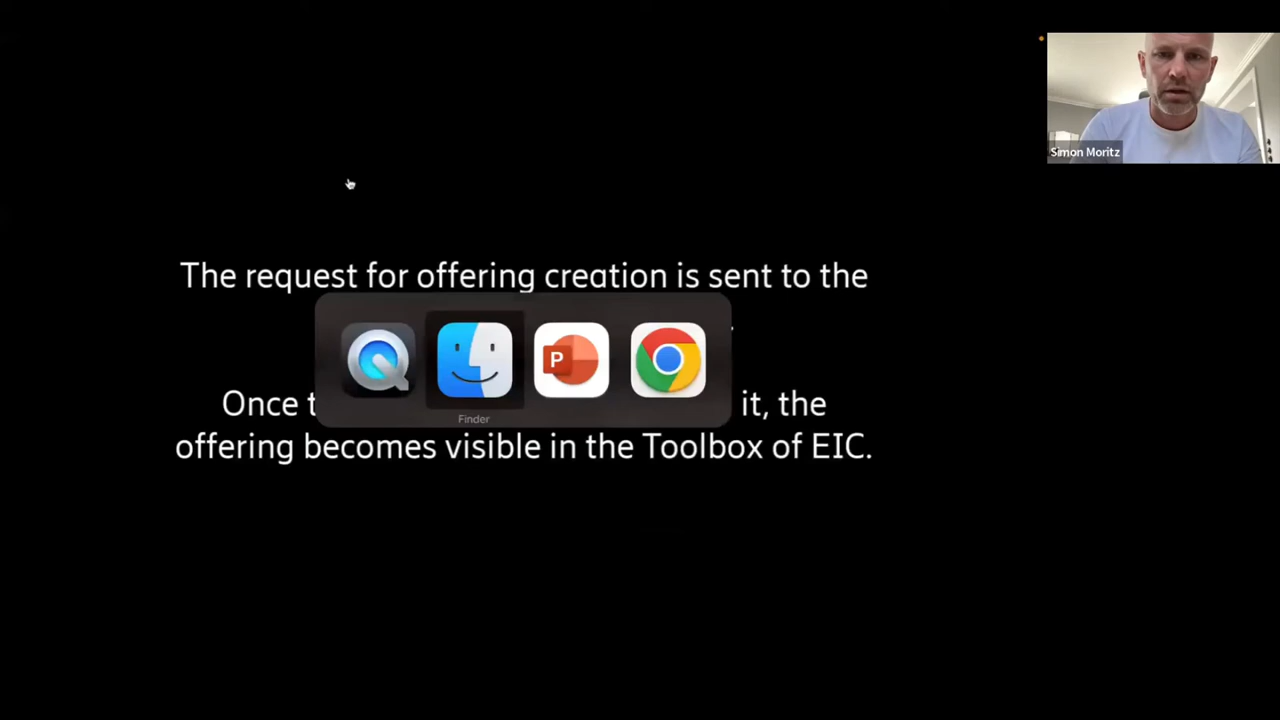 Simon Moritz
The request for offering creation is sent to the
P
Finder
Once it, the
offering becomes visible in the Toolbox of EIC.